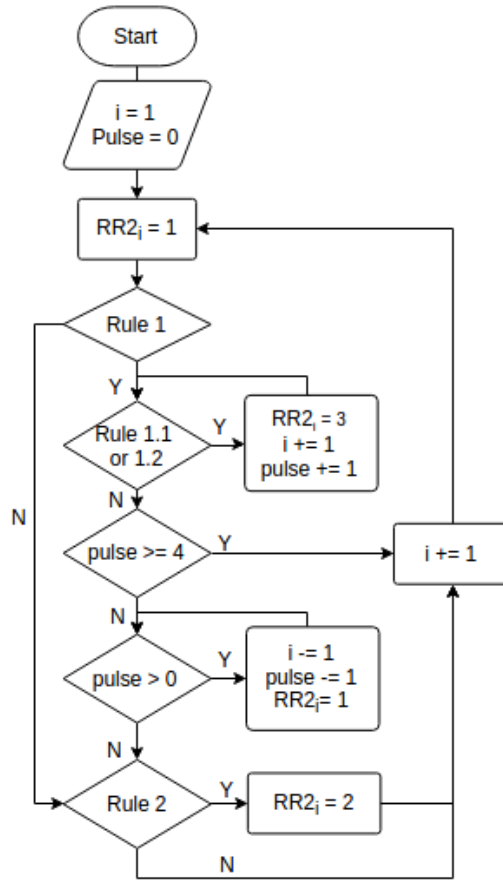 Start
i = 1
Pulse = 0
RR2i = 1
Rule 1
Y
Rule 1.1
or 1.2
Y
RR2i = 3
i += 1
pulse += 1
N
N
pulse >= 4
Y
i += 1
N
pulse > 0
Y
i -= 1
pulse -= 1
RR2i= 1
N
Rule 2
Y
RR2i = 2
N